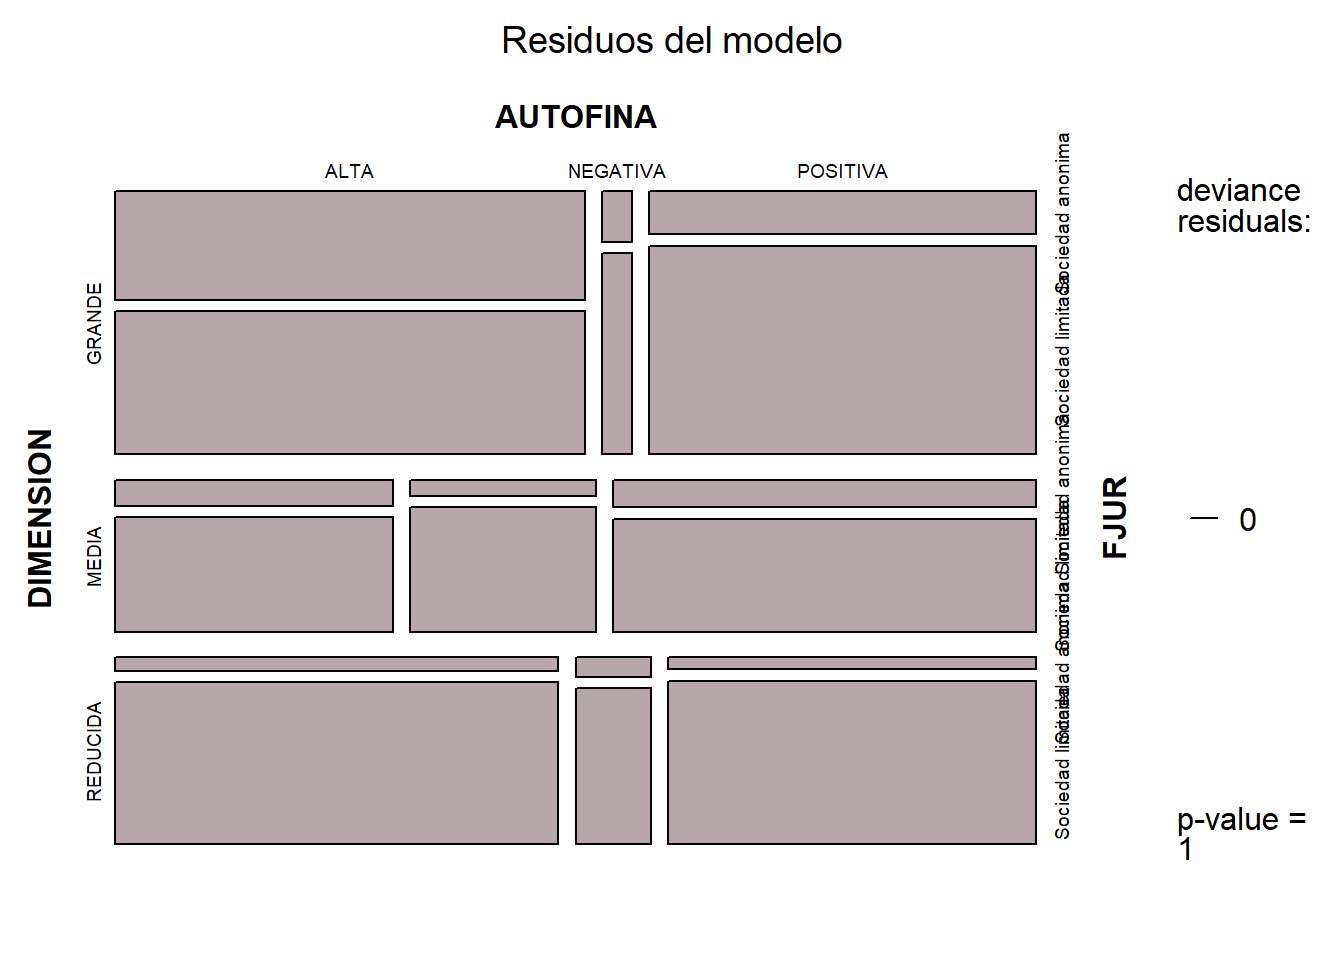 Residuos del modelo
AUTOFINA
ALTA NEGATIVA POSITIVA
DIMENSION
GRANDE
MEDIA
REDUCIDA
Sociedad anonima
Sociedad limitada
Sociedad anonima
Sociedad limitada
Sociedad anonima
Sociedad limitada
FJUR
deviance
residuals:
0
p-value =
1